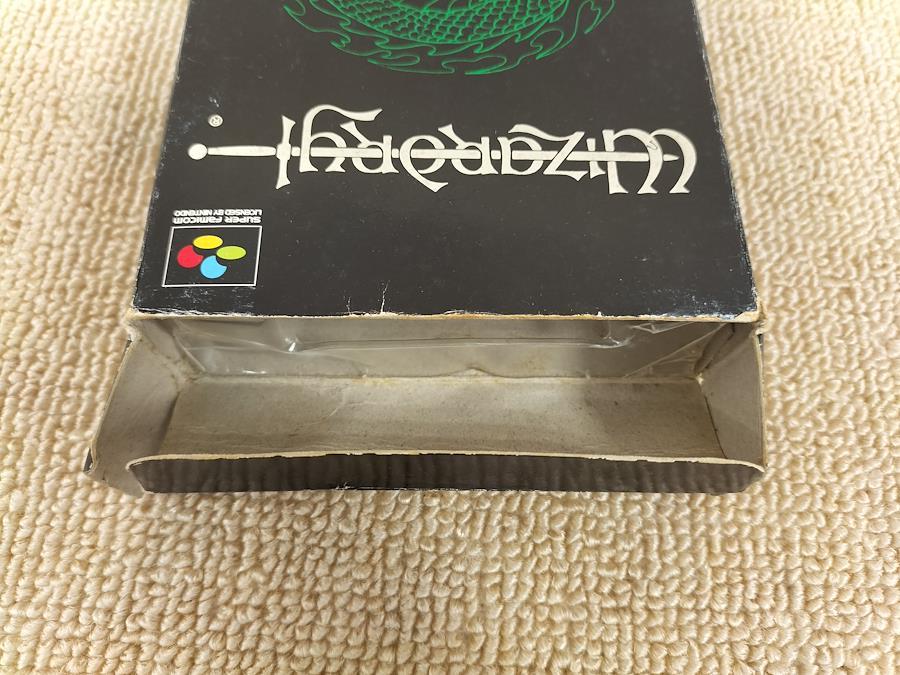 Wizardry®
SUPER FAMICOM
LICENSED BY NINTENDO